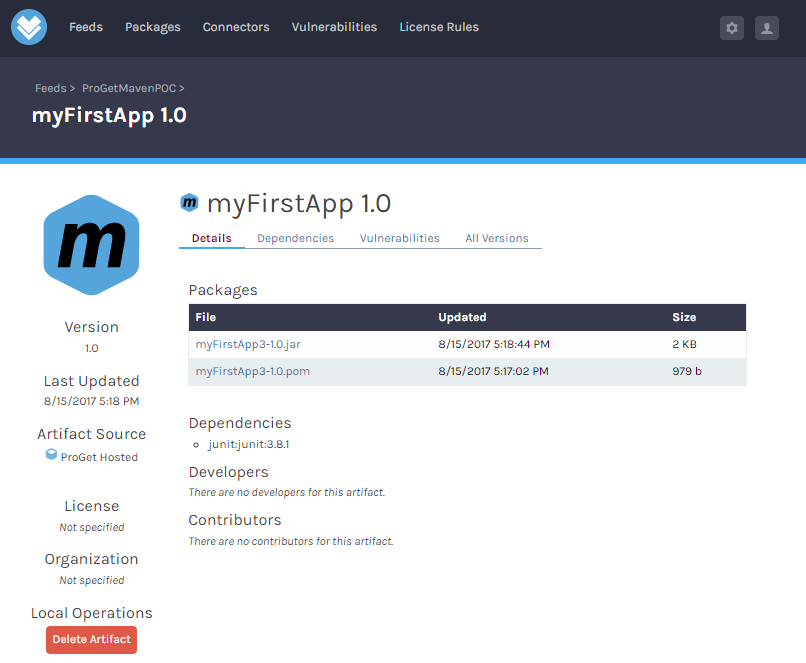 Feeds Packages Connectors Vulnerabilities License Rules
Feeds > ProGetMavenPOC >
myFirstApp 1.0
m
m myFirstApp 1.0
Details Dependencies Vulnerabilities All Versions
Version
1.0
Last Updated
8/15/2017 5:18 PM
Artifact Source
ProGet Hosted
License
Not specified
Organization
Not specified
Local Operations
Delete Artifact
Packages
File Updated Size
myFirstApp3-1.0.jar 8/15/2017 5:18:44 PM 2 KB
myFirstApp3-1.0.pom 8/15/2017 5:17:02 PM 979 b
Dependencies
junit:junit:3.8.1
Developers
There are no developers for this artifact.
Contributors
There are no contributors for this artifact.